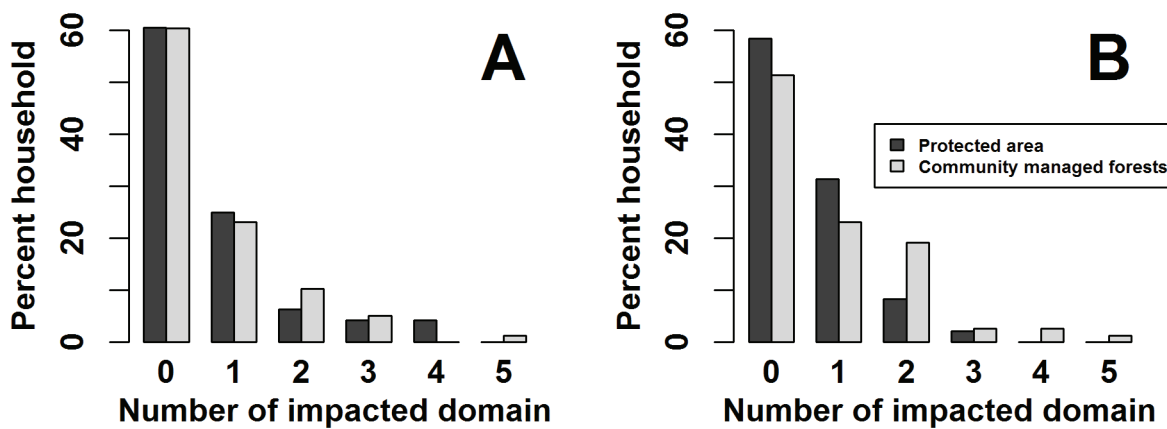 A
Percent household
60
40
20
0
0 1 2 3 4 5
Number of impacted domain
B
Percent household
60
40
20
0
Protected area
Community managed forests
0 1 2 3 4 5
Number of impacted domain